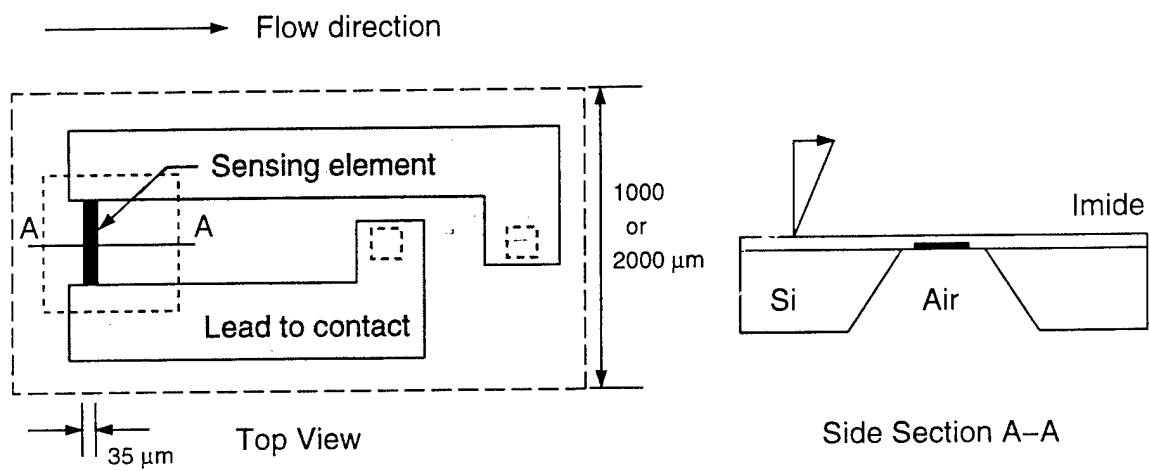 Flow direction
Sensing element
A
A
Lead to contact
1000
or
2000 μm
35 μm
Top View
Imide
Si
Air
Side Section A–A